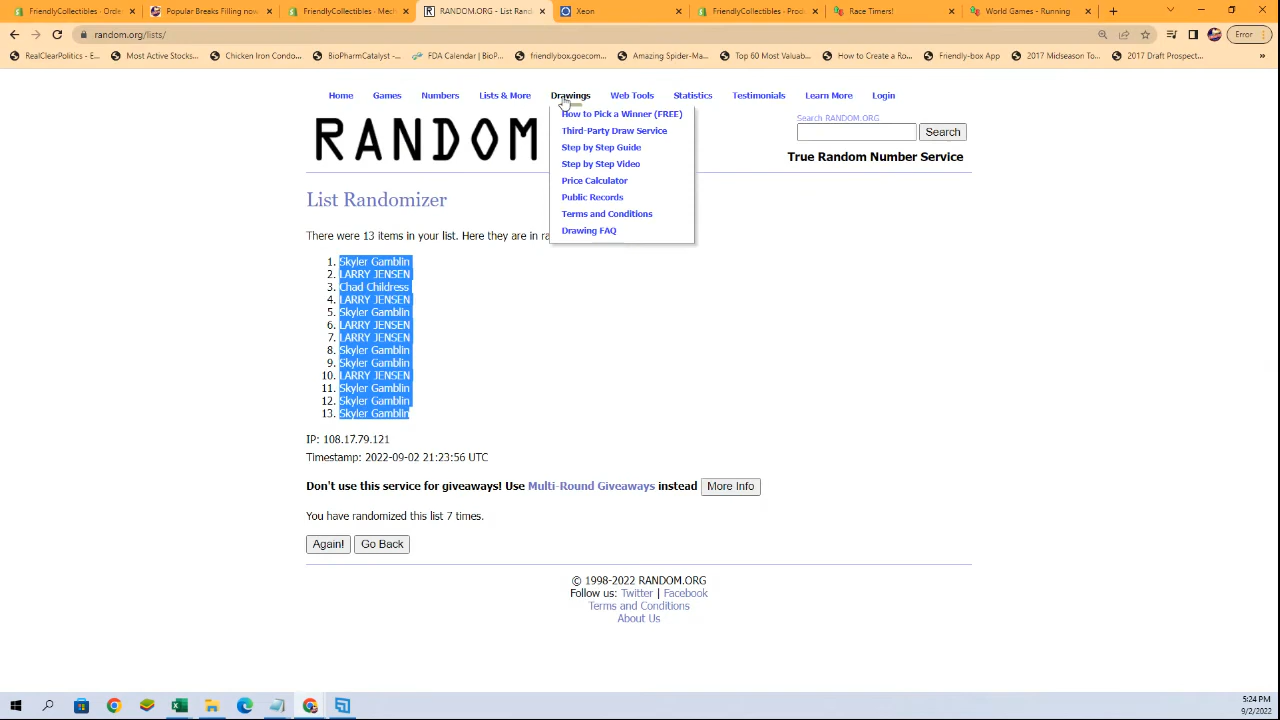 FriendlyCollectibles - Orde
Popular Breaks Filling now
FriendlyCollectibles - Mech
RANDOM.ORG - List Rand
Xeon
FriendlyCollectibles - Prod
Race Timers!
World Games - Running
random.org/lists/
Error
RealClearPolitics - E...
Most Active Stocks...
Chicken Iron Condo...
BioPharmCatalyst -...
FDA Calendar | BioP...
friendlybox.goecom...
Amazing Spider-Ma...
Top 60 Most Valuab...
How to Create a Ro...
Friendly-box App
2017 Midseason To...
2017 Draft Prospect...
»
Home
Games
Numbers
Lists & More
Drawings
Web Tools
Statistics
Testimonials
Learn More
Login
How to Pick a Winner (FREE)
Third-Party Draw Service
Step by Step Guide
Step by Step Video
Price Calculator
Public Records
Terms and Conditions
Drawing FAQ
RANDOM
Search RANDOM.ORG
Search
True Random Number Service
List Randomizer
There were 13 items in your list. Here they are in ra
1. Skyler Gamblin
2. LARRY JENSEN
3. Chad Childress
4. LARRY JENSEN
5. Skyler Gamblin
6. LARRY JENSEN
7. LARRY JENSEN
8. Skyler Gamblin
9. Skyler Gamblin
10. LARRY JENSEN
11. Skyler Gamblin
12. Skyler Gamblin
13. Skyler Gamblin
IP: 108.17.79.121
Timestamp: 2022-09-02 21:23:56 UTC
Don't use this service for giveaways! Use Multi-Round Giveaways instead More Info
You have randomized this list 7 times.
Again! Go Back
© 1998-2022 RANDOM.ORG
Follow us: Twitter | Facebook
Terms and Conditions
About Us
5:24 PM
9/2/2022